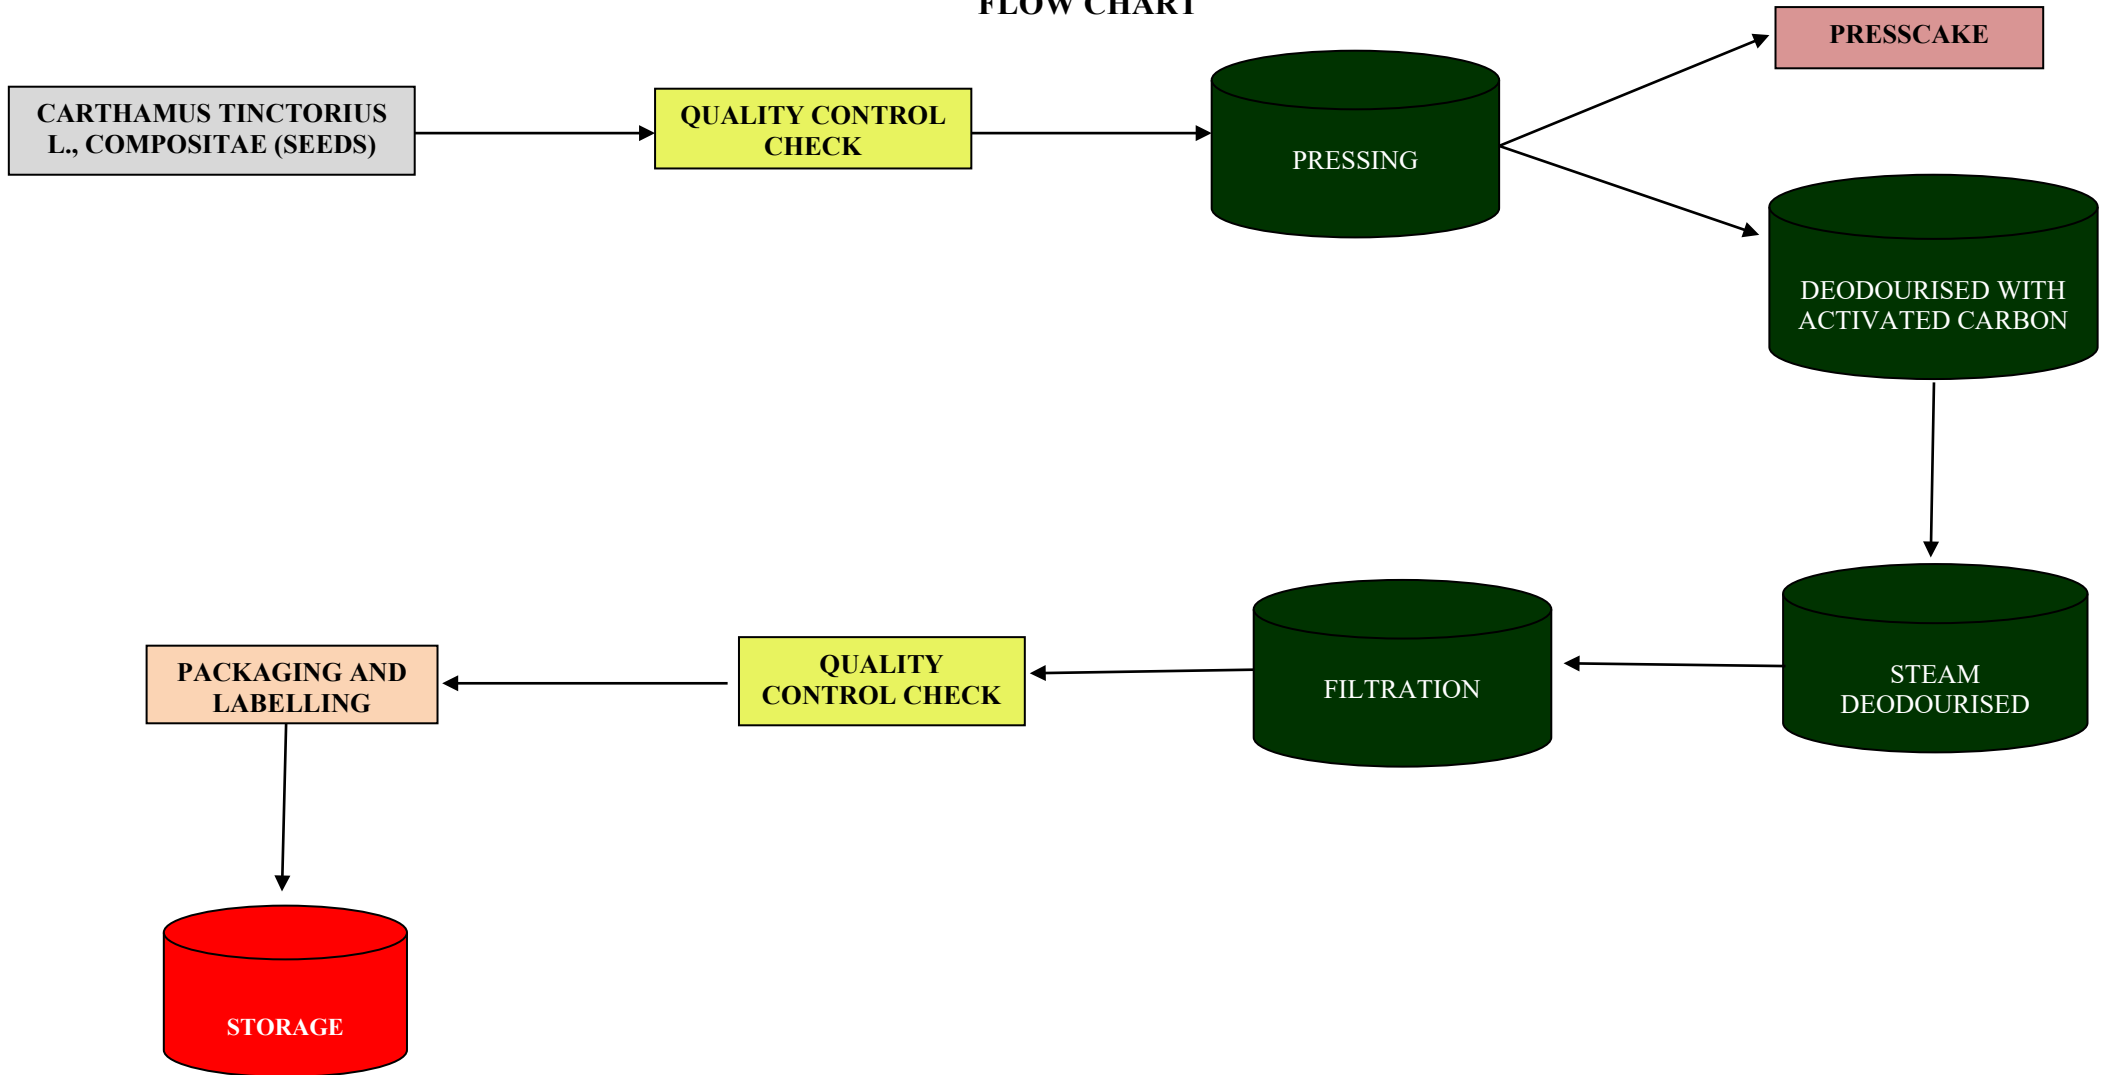 FLOW CHART
PRESSCAKE
CARTHAMUS TINCTORIUS
L., COMPOSITAE (SEEDS)
QUALITY CONTROL
CHECK
PRESSING
DEODOURISED WITH
ACTIVATED CARBON
STEAM
DEODOURISED
FILTRATION
QUALITY
CONTROL CHECK
PACKAGING AND
LABELLING
STORAGE